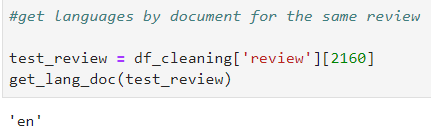 #get languages by document for the same review
test_review = df_cleaning['review'][2160]
get_lang_doc(test_review)
'en'